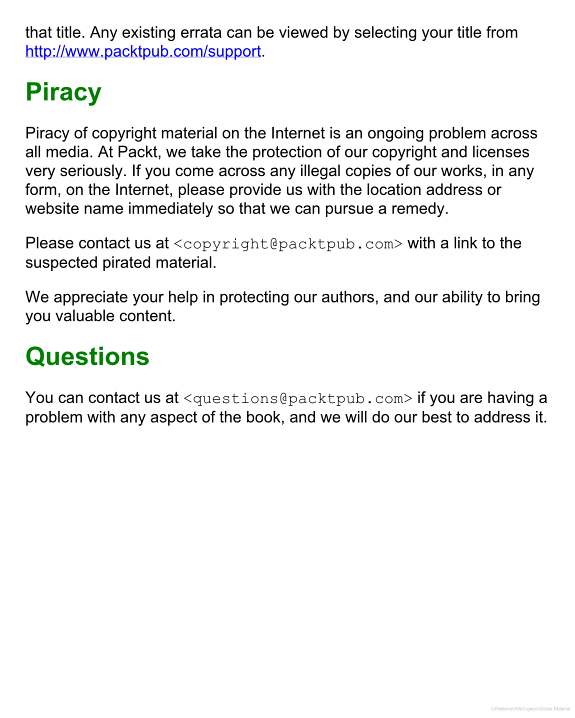 that title. Any existing errata can be viewed by selecting your title from
http://www.packtpub.com/support.
Piracy
Piracy of copyright material on the Internet is an ongoing problem across
all media. At Packt, we take the protection of our copyright and licenses
very seriously. If you come across any illegal copies of our works, in any
form, on the Internet, please provide us with the location address or
website name immediately so that we can pursue a remedy.
Please contact us at <copyright@packtpub.com> with a link to the
suspected pirated material.
We appreciate your help in protecting our authors, and our ability to bring
you valuable content.
Questions
You can contact us at <questions@packtpub.com> if you are having a
problem with any aspect of the book, and we will do our best to address it.
Urheberrechtlich geschütztes Material